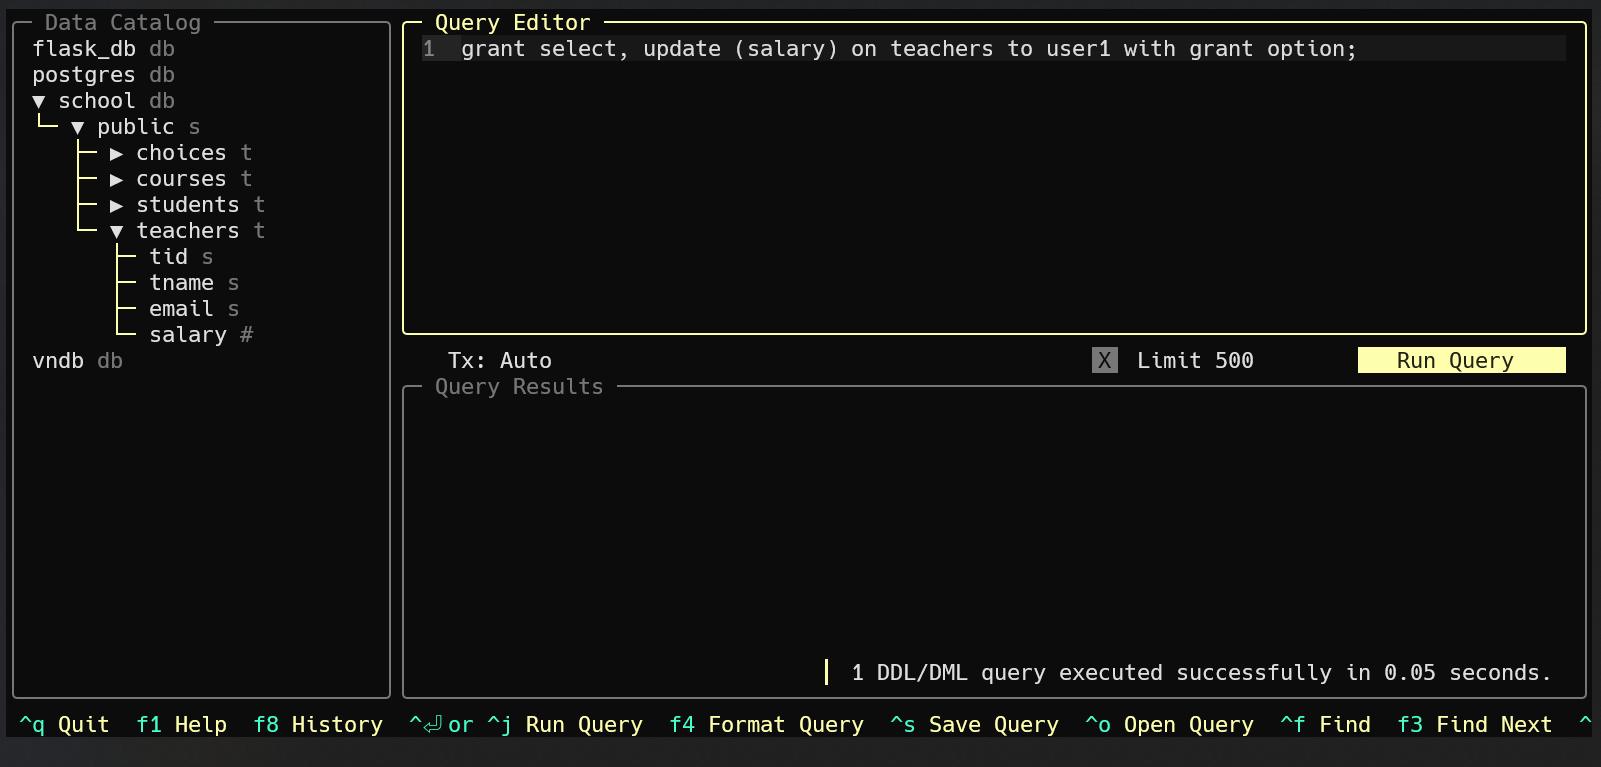 Data Catalog
flask_db db
postgres db
▼ school db
▼ public s
▶ choices t
▶ courses t
▶ students t
▼ teachers t
tid s
tname s
email s
salary #
vndb db
Query Editor
1 grant select, update (salary) on teachers to user1 with grant option;
Tx: Auto X Limit 500 Run Query
Query Results
1 DDL/DML query executed successfully in 0.05 seconds.
^q Quit f1 Help f8 History ^⏎ or ^j Run Query f4 Format Query ^s Save Query ^o Open Query ^f Find f3 Find Next ^